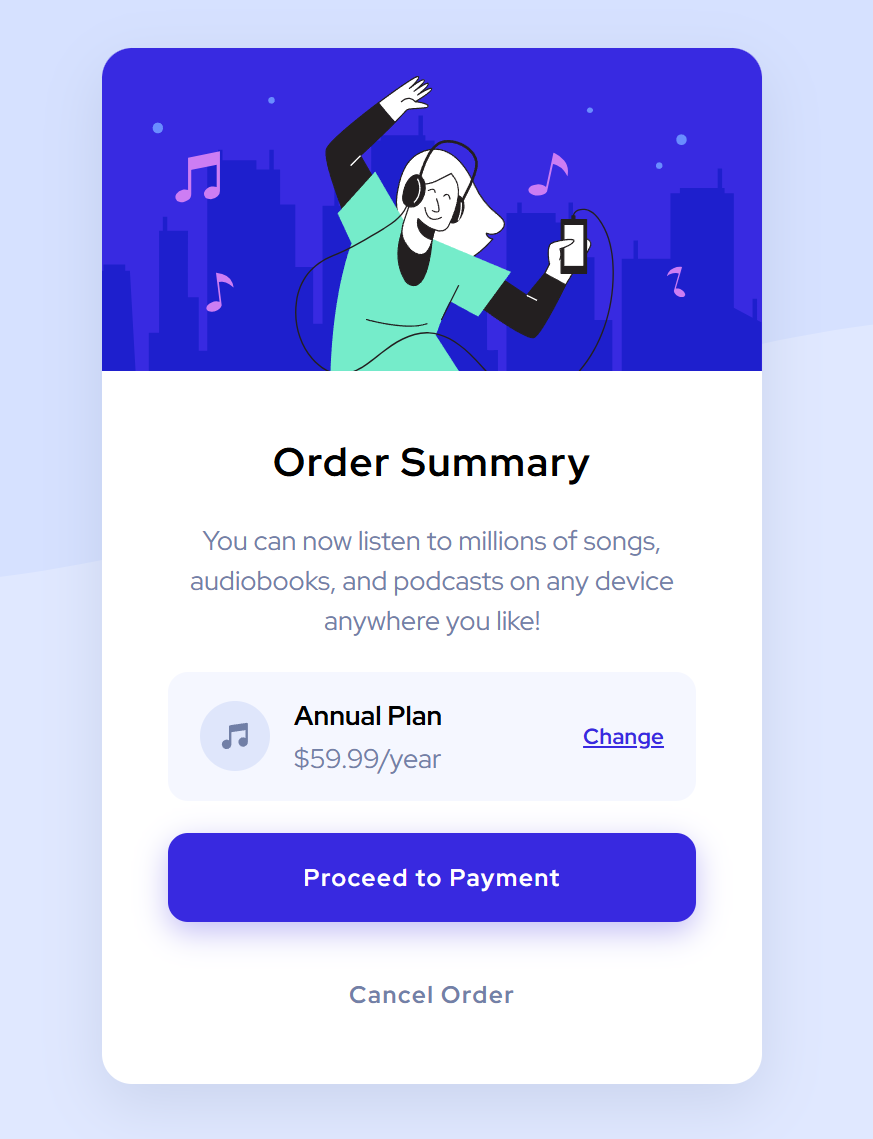 Order Summary
You can now listen to millions of songs,
audiobooks, and podcasts on any device
anywhere you like!
Annual Plan
$59.99/year
Change
Proceed to Payment
Cancel Order